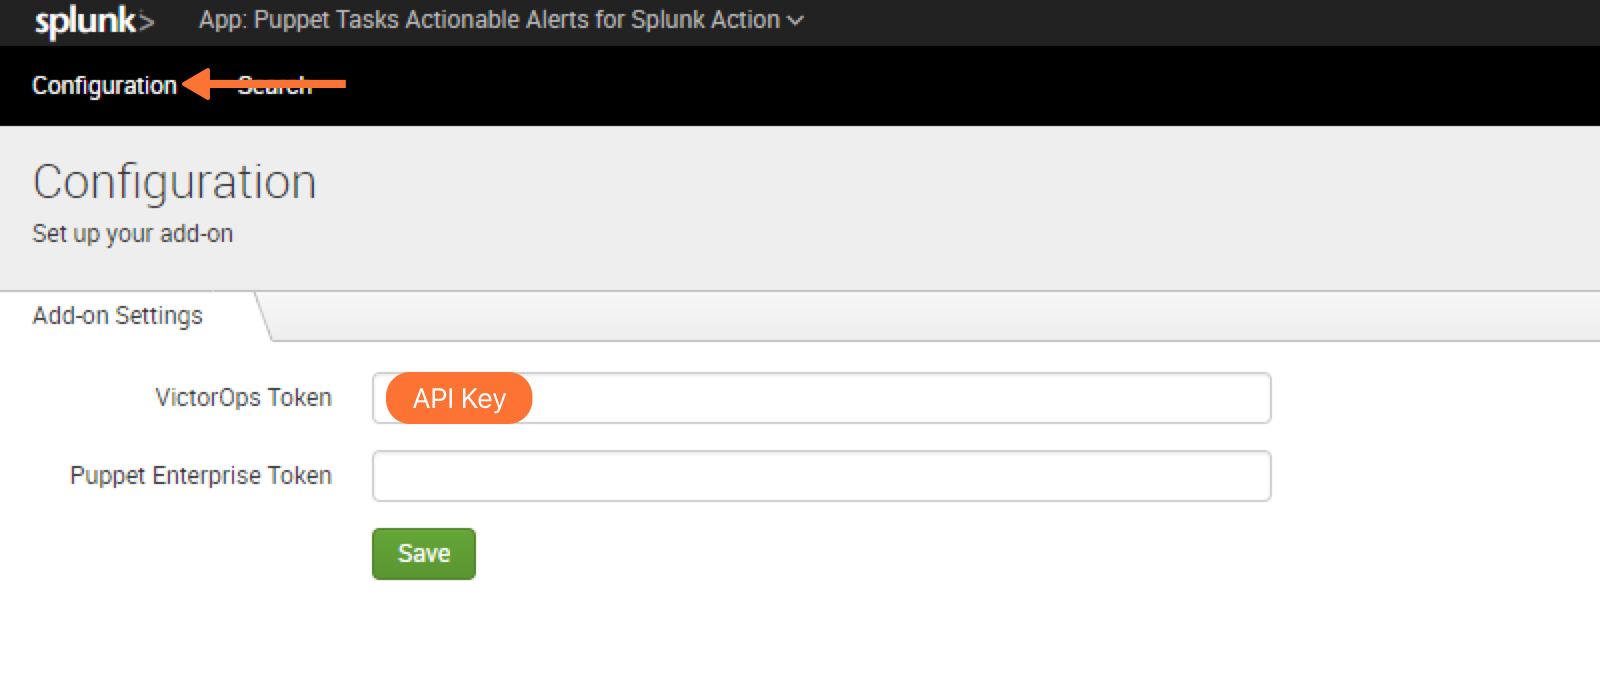 splunk> App: Puppet Tasks Actionable Alerts for Splunk Action
Configuration Search
Configuration
Set up your add-on
Add-on Settings
VictorOps Token API Key
Puppet Enterprise Token
Save